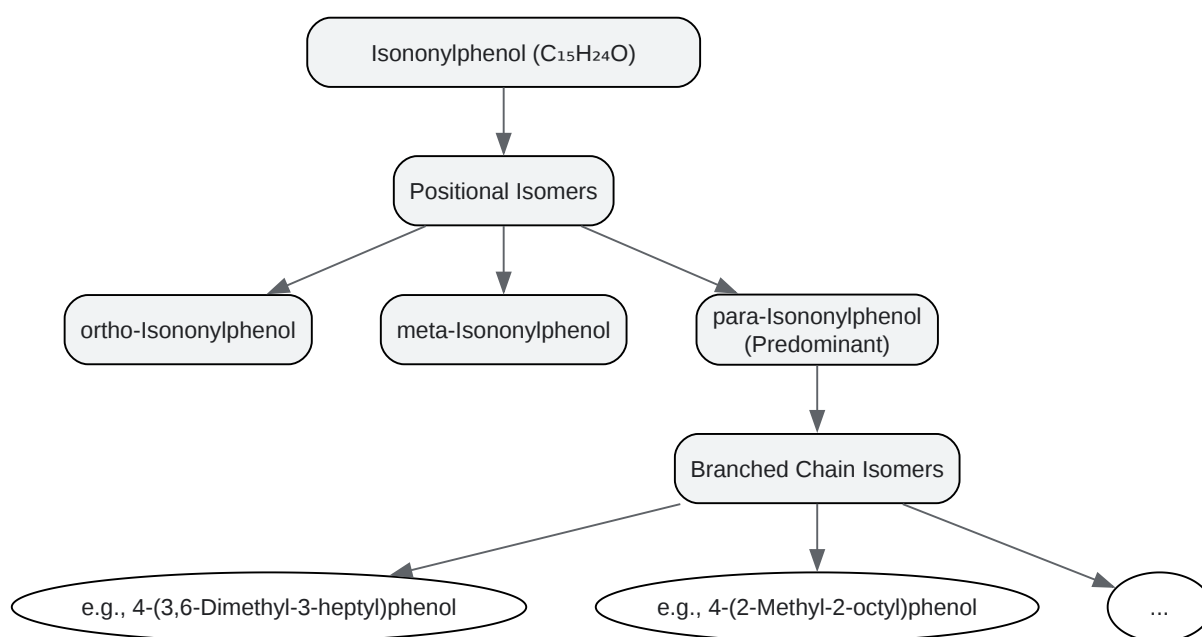 Isononylphenol (C₁₅H₂₄O)
Positional Isomers
ortho-Isononylphenol
meta-Isononylphenol
para-Isononylphenol
(Predominant)
Branched Chain Isomers
e.g., 4-(3,6-Dimethyl-3-heptyl)phenol
e.g., 4-(2-Methyl-2-octyl)phenol
...